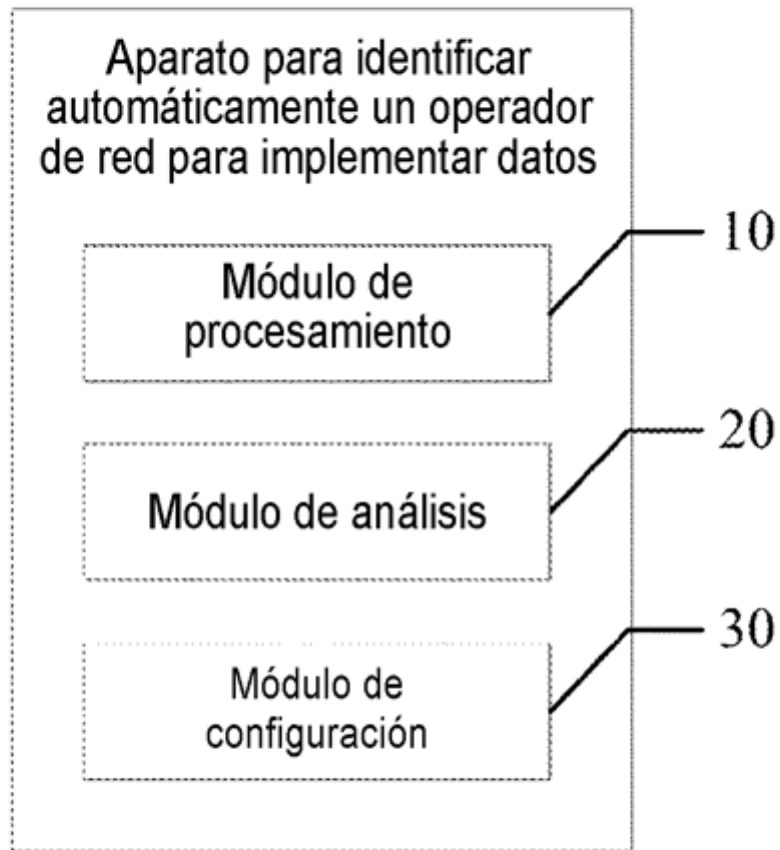 Aparato para identificar
automáticamente un operador
de red para implementar datos
10
Módulo de
procesamiento
20
Módulo de análisis
30
Módulo de
configuración